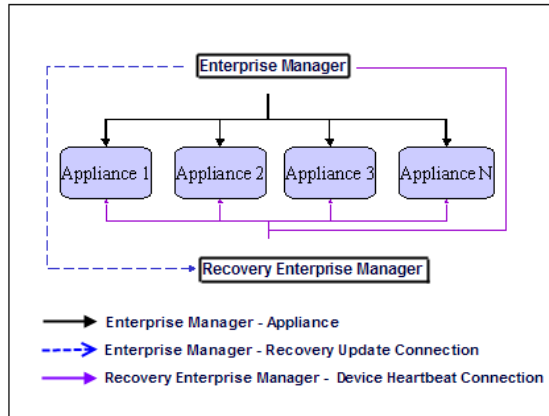 Enterprise Manager
Appliance 1
Appliance 2
Appliance 3
Appliance N
Recovery Enterprise Manager
Enterprise Manager - Appliance
Enterprise Manager - Recovery Update Connection
Recovery Enterprise Manager - Device Heartbeat Connection